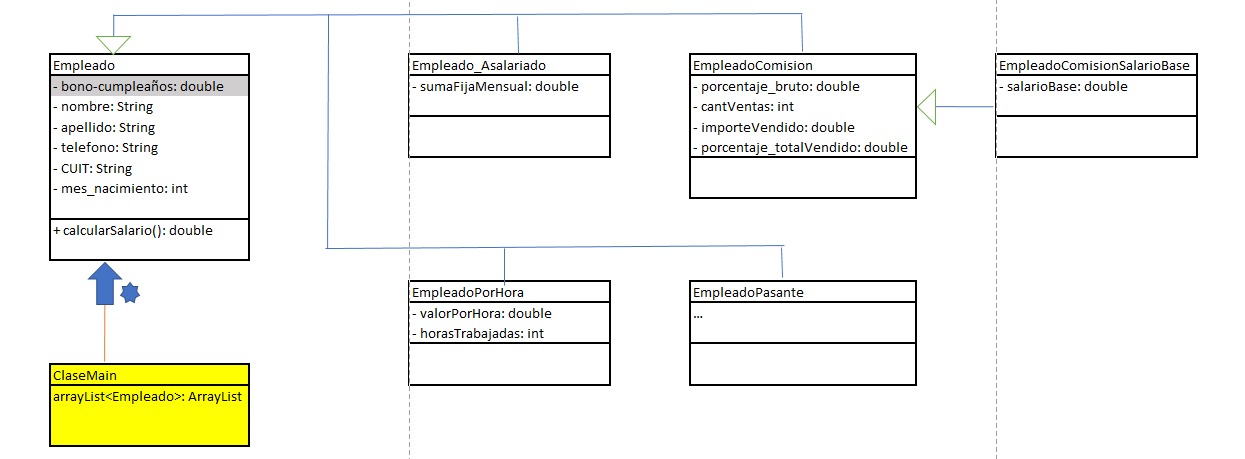 Empleado
- bono-cumpleaños: double
- nombre: String
- apellido: String
- telefono: String
- CUIT: String
- mes_nacimiento: int
+ calcularSalario(): double
Empleado_Asalariado
- sumaFijaMensual: double
EmpleadoComision
- porcentaje_bruto: double
- cantVentas: int
- importeVendido: double
- porcentaje_totalVendido: double
EmpleadoComisionSalarioBase
- salarioBase: double
EmpleadoPorHora
- valorPorHora: double
- horasTrabajadas: int
EmpleadoPasante
...
ClaseMain
arrayList<Empleado>: ArrayList